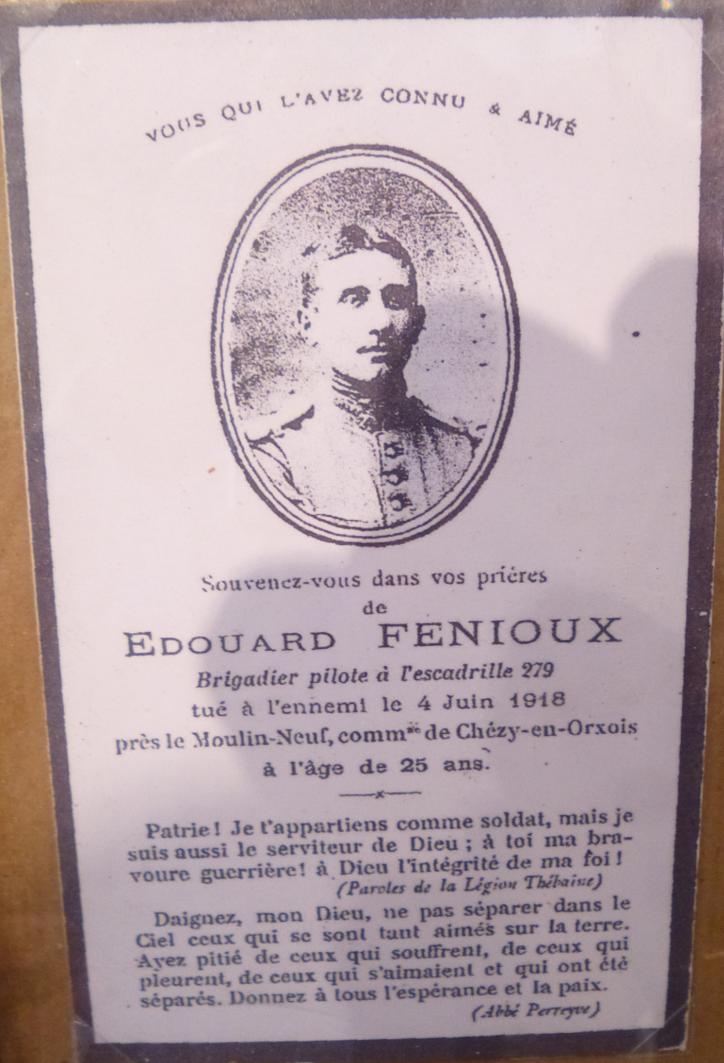 VOUS QUI L'AVEZ CONNU & AIMÉ
Souvenez-vous dans vos prières
de
EDOUARD FENIOUX
Brigadier pilote à l'escadrille 279
tué à l'ennemi le 4 Juin 1918
près le Moulin-Neuf, commne de Chézy-en-Orxois
à l'âge de 25 ans.
Patrie ! Je t'appartiens comme soldat, mais je
suis aussi le serviteur de Dieu ; à toi ma bra-
voure guerrière ! à Dieu l'intégrité de ma foi !
(Paroles de la Légion Thébaine)
Daignez, mon Dieu, ne pas séparer dans le
Ciel ceux qui se sont tant aimés sur la terre.
Ayez pitié de ceux qui souffrent, de ceux qui
pleurent, de ceux qui s'aimaient et qui ont été
séparés. Donnez à tous l'espérance et la paix.
(Abbé Perreyve)